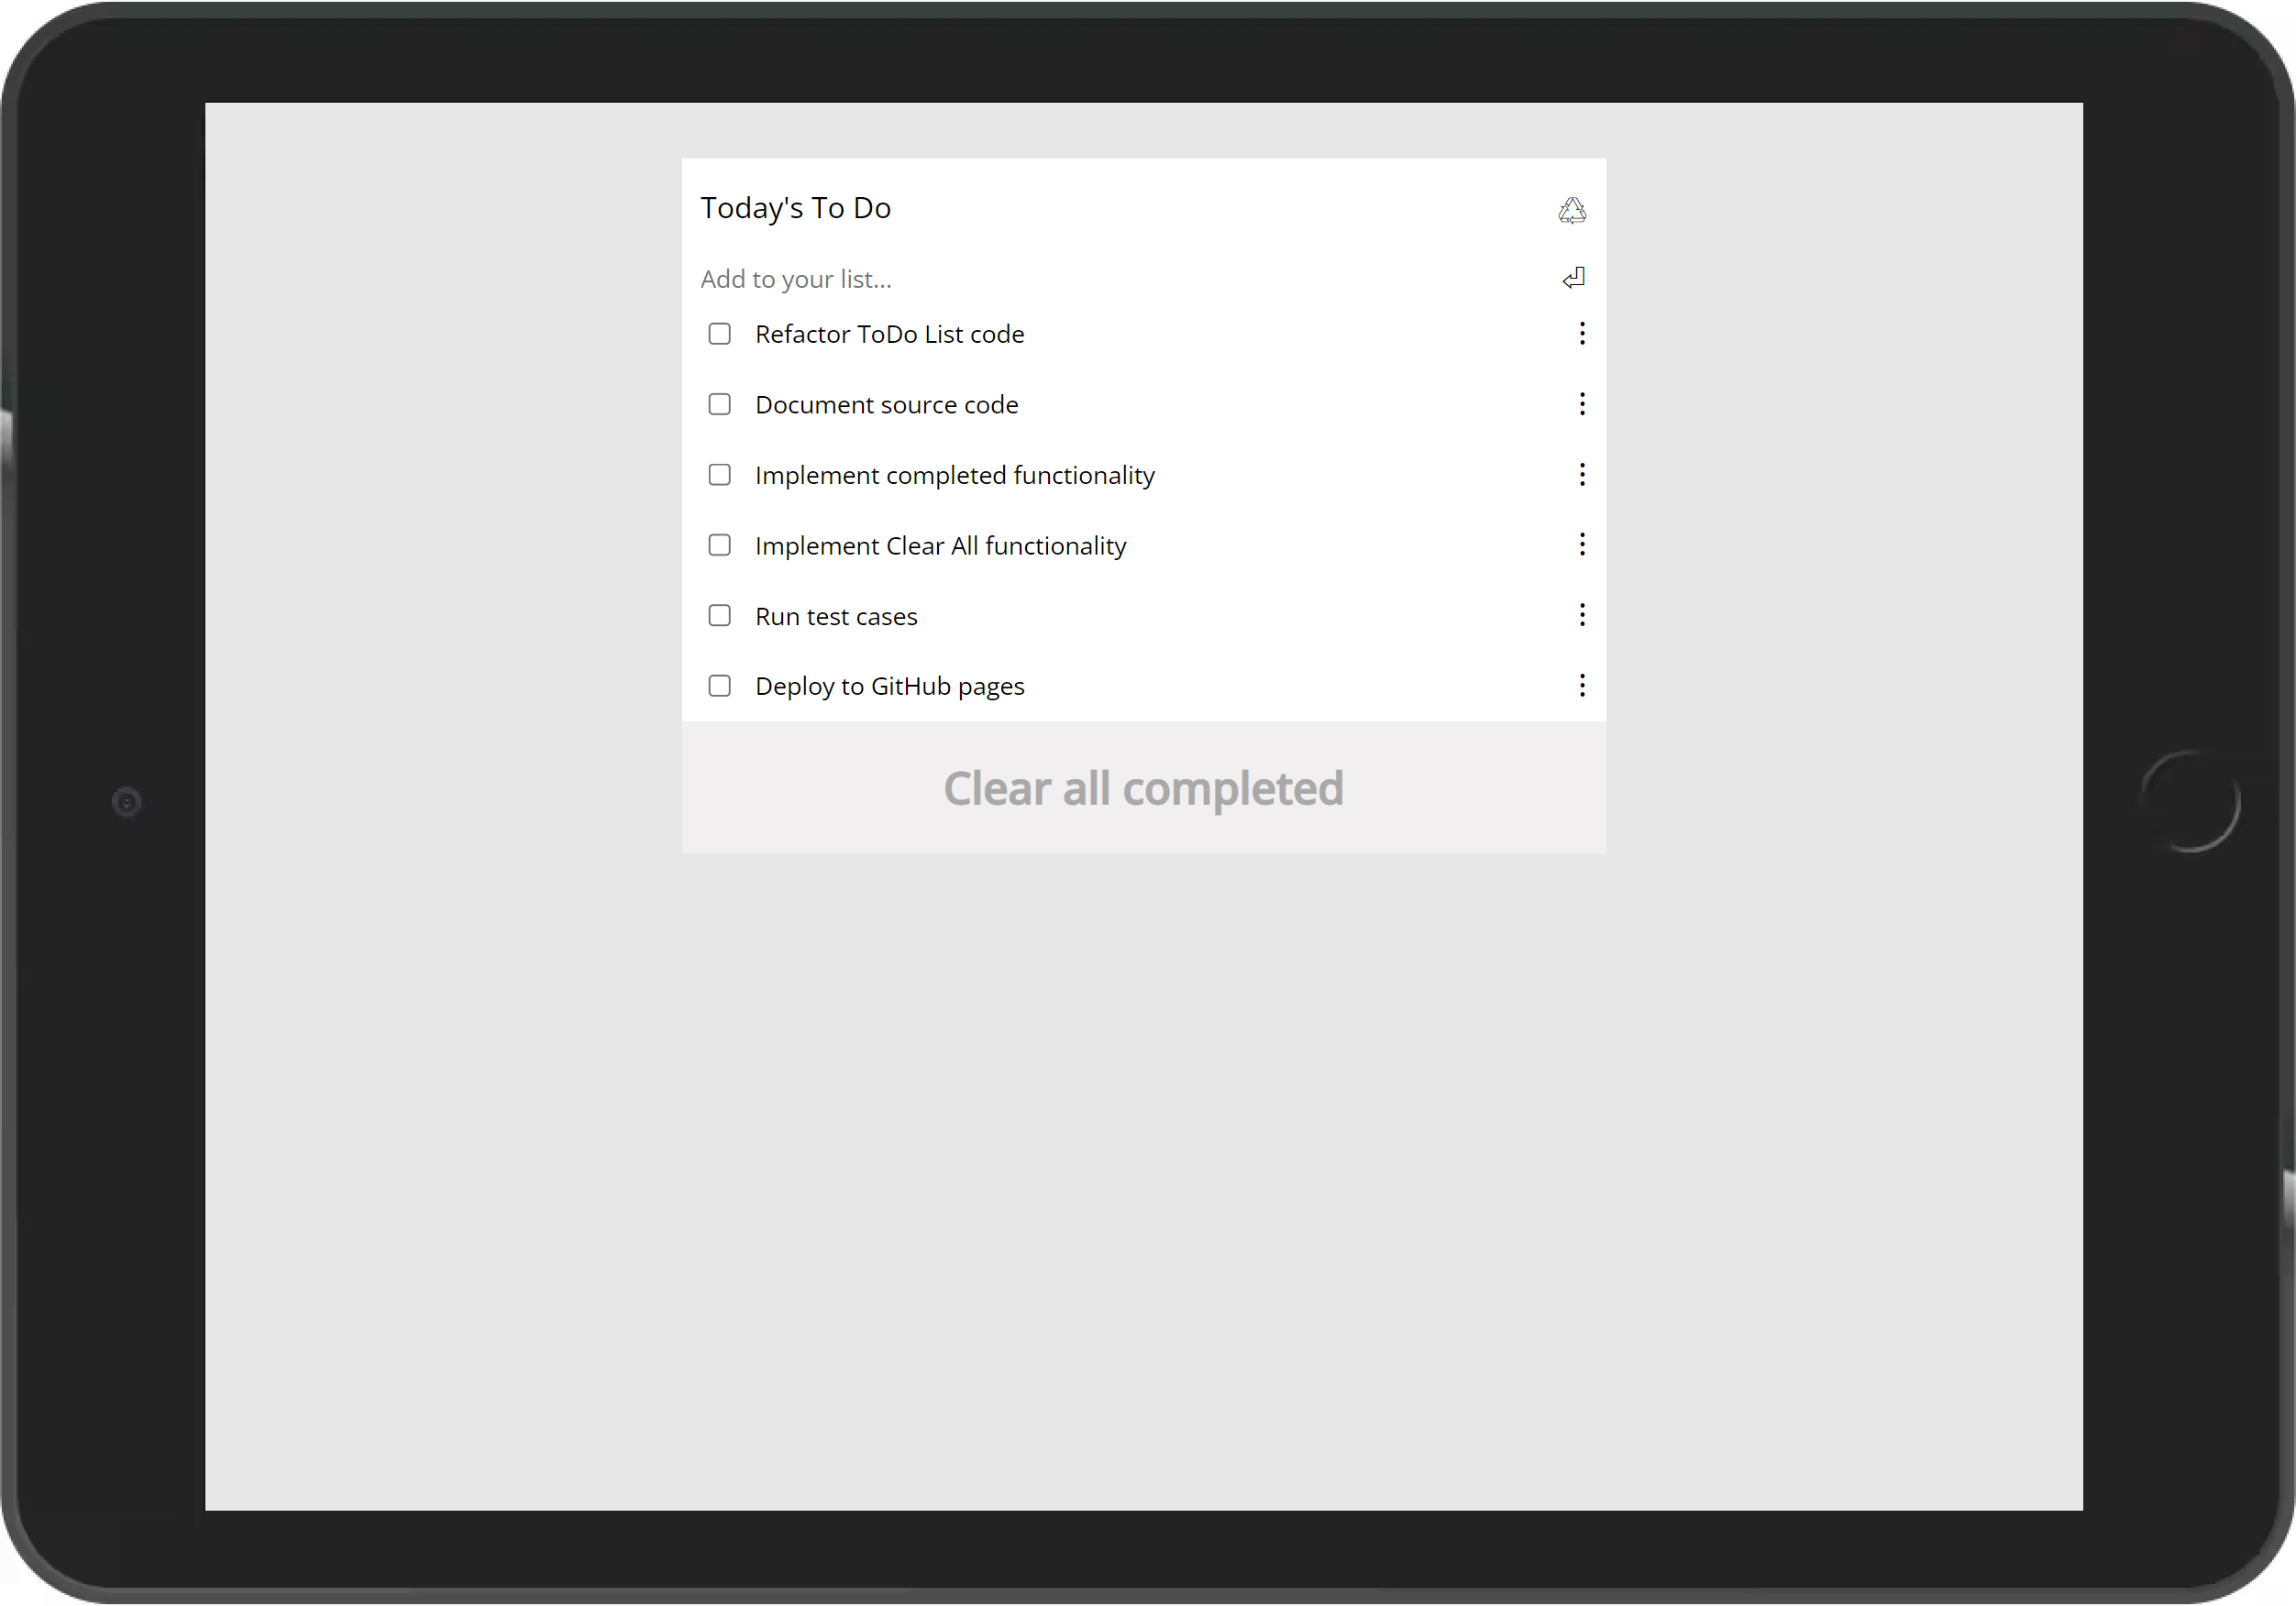 Today's To Do
Add to your list...
Refactor ToDo List code
Document source code
Implement completed functionality
Implement Clear All functionality
Run test cases
Deploy to GitHub pages
Clear all completed